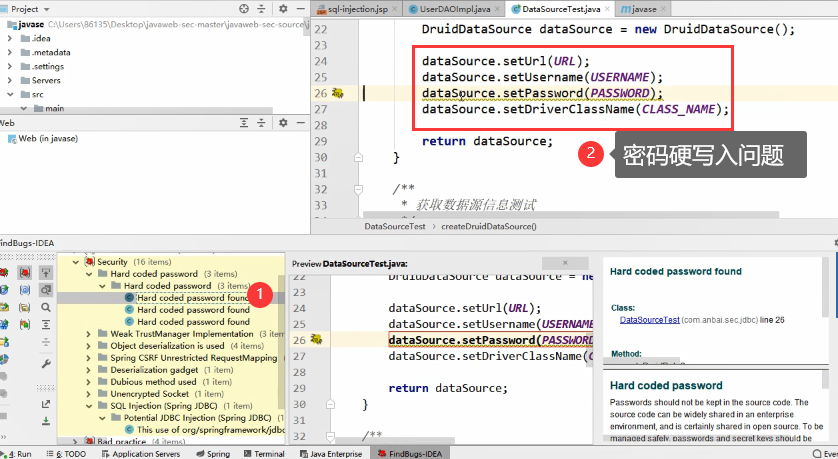 Project
sql-injection.jsp
UserDAOImpl.java
DataSourceTest.java
javase
javase C:\Users\86135\Desktop\javaweb-sec-master\javaweb-sec-source\j
.idea
.metadata
.settings
Servers
src
main
Web
Web (in javase)
22 DruidDataSource dataSource = new DruidDataSource();
23
24 dataSource.setUrl(URL);
25 dataSource.setUsername(USERNAME);
26 dataSource.setPassword(PASSWORD);
27 dataSource.setDriverClassName(CLASS_NAME);
28
29 return dataSource;
30 }
31
32 /**
33 * 获取数据源信息测试
2 密码硬写入问题
DataSourceTest › createDruidDataSource()
FindBugs-IDEA
Security (16 items)
Hard coded password (3 items)
Hard coded password (3 items)
Hard coded password found
1
Hard coded password found
Hard coded password found
Weak TrustManager Implementation (3 item
Object deserialization is used (4 items)
Spring CSRF Unrestricted RequestMapping
Deserialization gadget (1 item)
Dubious method used (1 item)
Unencrypted Socket (1 item)
SQL Injection (Spring JDBC) (1 item)
Potential JDBC Injection (Spring JDBC)
This use of org/springframework/jdbc
Bad practice (4 items)
Preview DataSourceTest.java:
22 DruidDataSource dataSource = ne
23
24 dataSource.setUrl(URL);
25 dataSource.setUsername(USERNAME
26 dataSource.setPassword(PASSWORD
27 dataSource.setDriverClassName(C
28
29 return dataSource;
30 }
31
32 /**
Hard coded password found
Class:
DataSourceTest (com.anbai.sec.jdbc) line 26
Method:
Hard coded password
Passwords should not be kept in the source code. The
source code can be widely shared in an enterprise
environment, and is certainly shared in open source. To be
managed safely, passwords and secret keys should be
4: Run
6: TODO
Application Servers
Spring
Terminal
Java Enterprise
FindBugs-IDEA